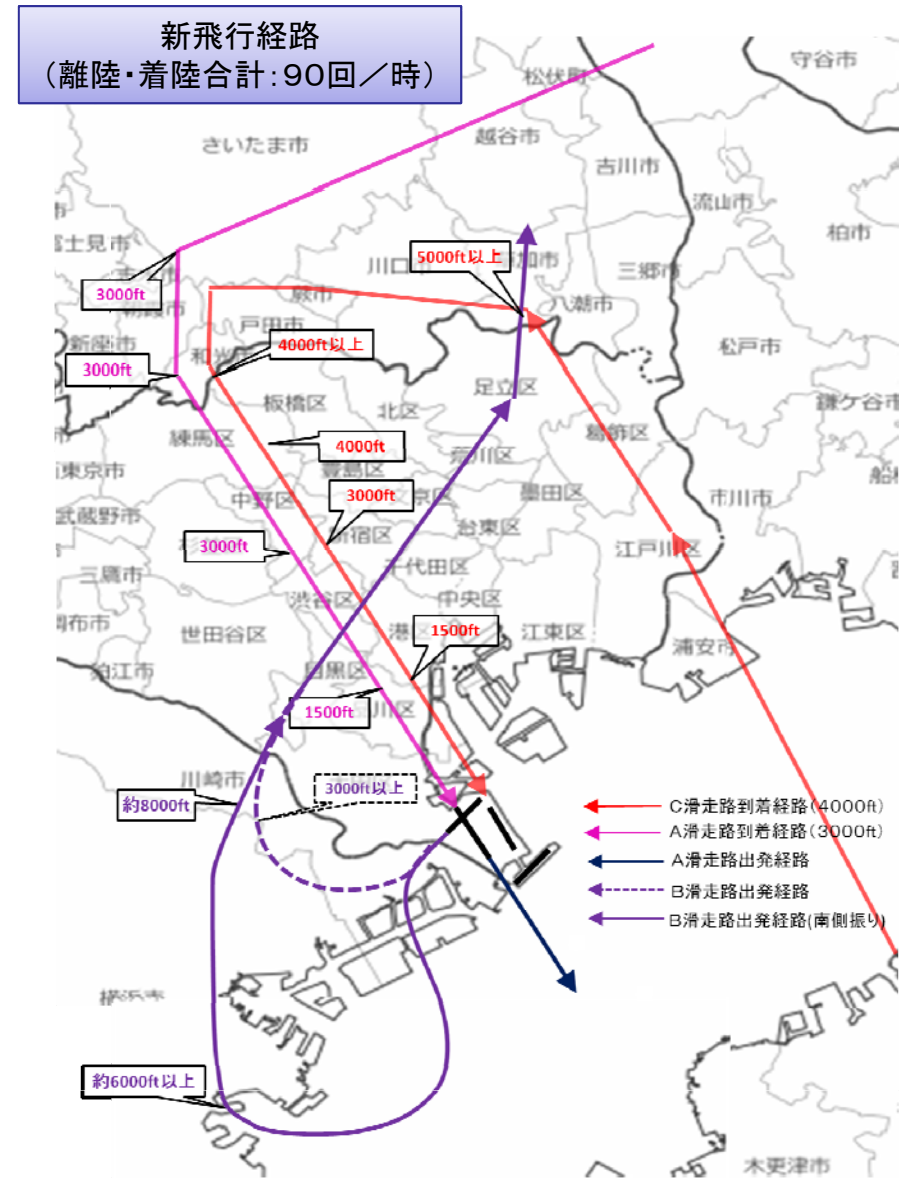 新飛行経路
(離陸・着陸合計:90回/時)
松伏町
守谷市
さいたま市
越谷市
吉川市
流山市
柏市
富士見市
川口
5000ft以上
三郷市
3000ft
蕨市
八潮市
戸田市
新座市
4000ft以上
松戸市
3000ft
足立区
板橋区
北区
鎌ケ谷市
練馬区
4000ft
葛飾区
荒川区
東京市
豊島区
中野区
3000ft
墨田区
市川市
武蔵野市
台東区
3000ft
江戸川区
三鷹市
千代田区
渋谷区
中央区
調布市
世田谷区
1500ft
江東区
浦安市
狛江市
目黒区
1500ft
川崎市
3000ft以上
約8000ft
C滑走路到着経路(4000ft)
A滑走路到着経路(3000ft)
A滑走路出発経路
B滑走路出発経路
B滑走路出発経路(南側振り)
横浜市
約6000ft以上
木更津市